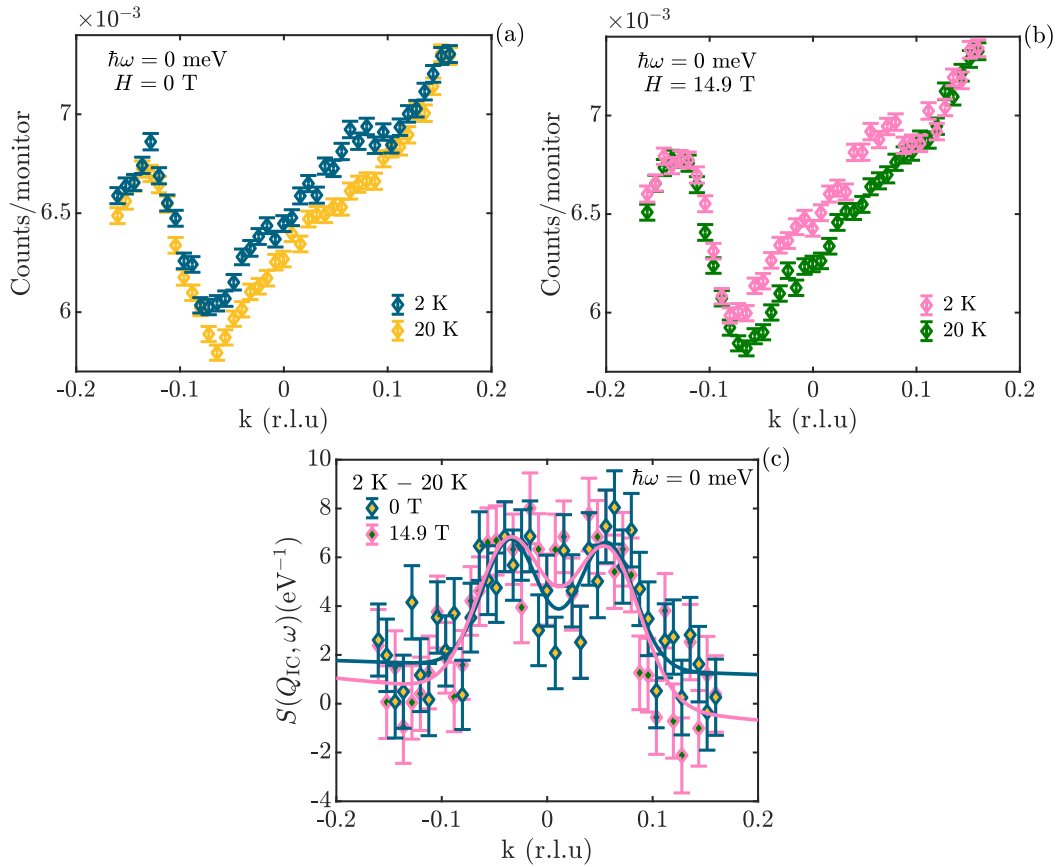 ×10⁻³
(a)
ħω = 0 meV
H = 0 T
7
6.5
6
Counts/monitor
2 K
20 K
-0.2
-0.1
0
0.1
0.2
k (r.l.u)
×10⁻³
(b)
ħω = 0 meV
H = 14.9 T
7
6.5
6
Counts/monitor
2 K
20 K
-0.2
-0.1
0
0.1
0.2
k (r.l.u)
(c)
2 K − 20 K
ħω = 0 meV
0 T
14.9 T
10
8
6
4
2
0
-2
-4
S(Q_IC, ω)(eV⁻¹)
-0.2
-0.1
0
0.1
0.2
k (r.l.u)